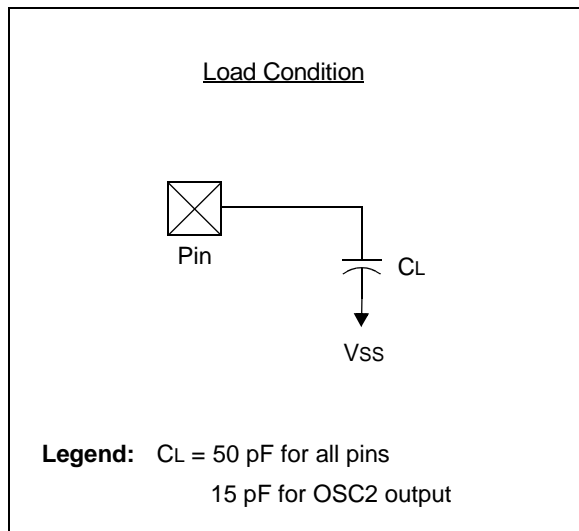 Load Condition
Pin
CL
VSS
Legend: CL = 50 pF for all pins
15 pF for OSC2 output